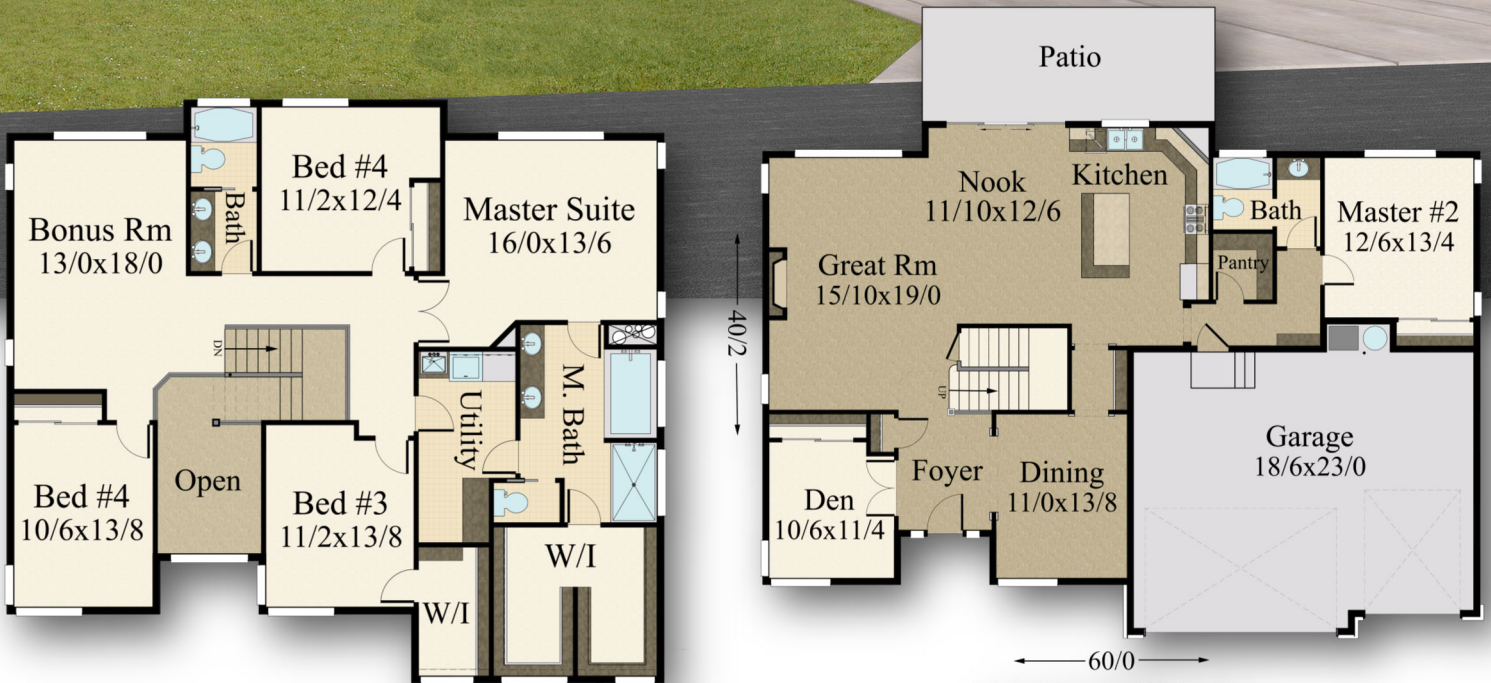 Bed #4
11/2x12/4
Bath
Bonus Rm
13/0x18/0
Master Suite
16/0x13/6
DN
Utility
M. Bath
Open
Bed #4
10/6x13/8
Bed #3
11/2x13/8
W/I
W/I
Patio
Nook
11/10x12/6
Kitchen
Bath
Master #2
12/6x13/4
Pantry
Great Rm
15/10x19/0
40/2
UP
Foyer
Dining
11/0x13/8
Garage
18/6x23/0
Den
10/6x11/4
60/0